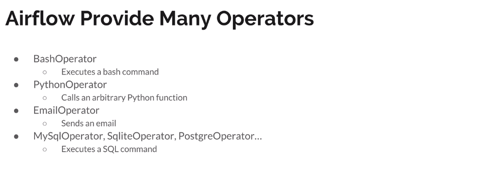 Airflow Provide Many Operators
● BashOperator
○ Executes a bash command
● PythonOperator
○ Calls an arbitrary Python function
● EmailOperator
○ Sends an email
● MySqlOperator, SqliteOperator, PostgreOperator...
○ Executes a SQL command